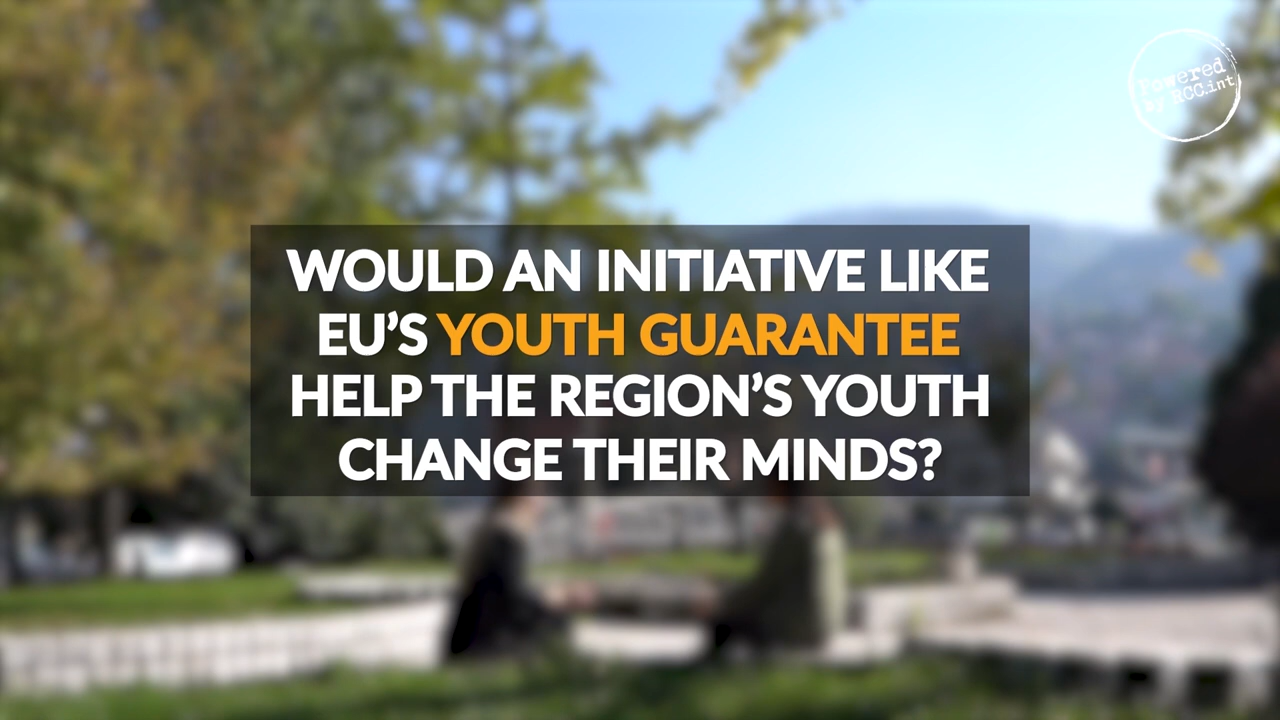 Powered
by RCC.int
WOULD AN INITIATIVE LIKE
EU’S YOUTH GUARANTEE
HELP THE REGION’S YOUTH
CHANGE THEIR MINDS?